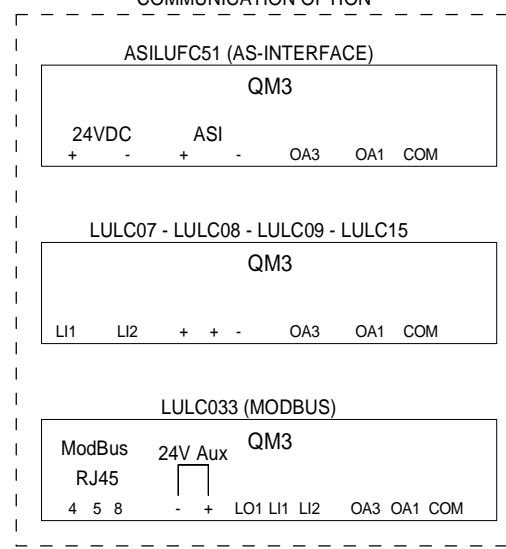 COMMUNICATION OPTION
ASILUFC51 (AS-INTERFACE)
QM3
24VDC ASI
+ - + - OA3 OA1 COM
LULC07 - LULC08 - LULC09 - LULC15
QM3
LI1 LI2 + + - OA3 OA1 COM
LULC033 (MODBUS)
ModBus 24V Aux QM3
RJ45
4 5 8 - + LO1 LI1 LI2 OA3 OA1 COM